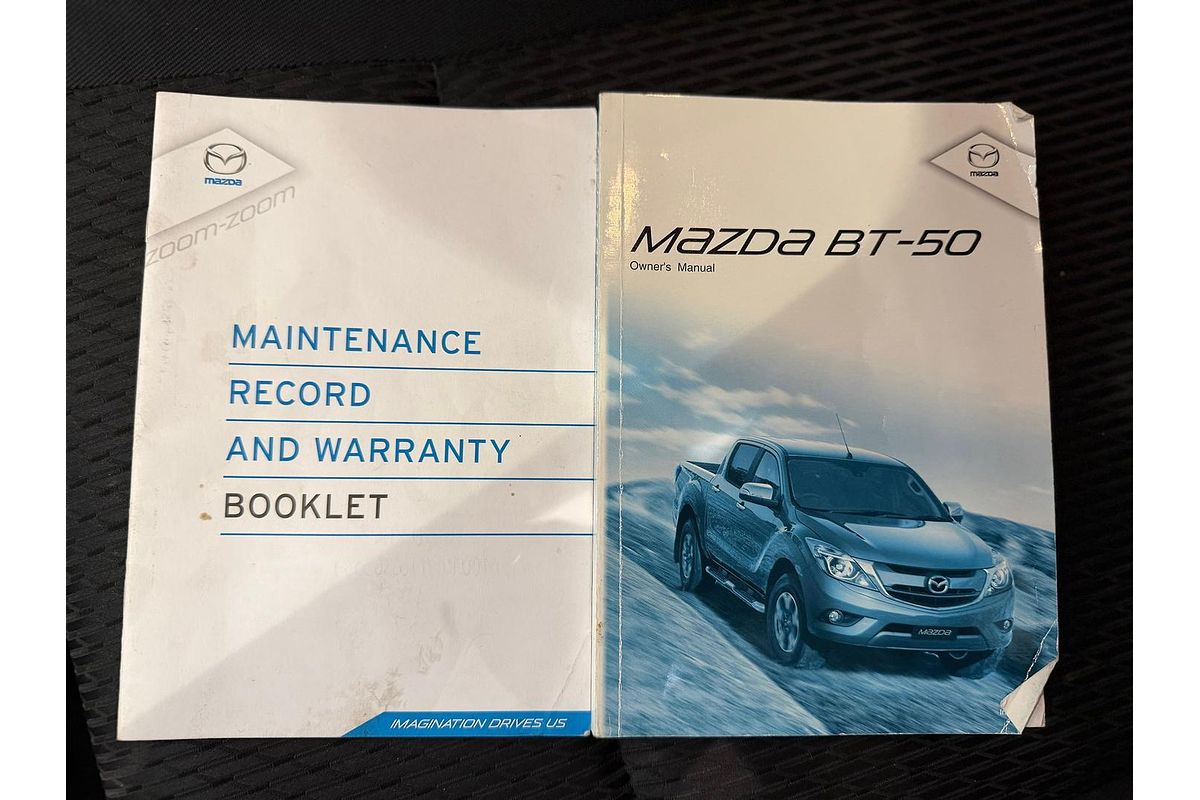 mazda
zoom-zoom
MAINTENANCE
RECORD
AND WARRANTY
BOOKLET
IMAGINATION DRIVES US
mazda
mazda BT-50
Owner's Manual
mazda